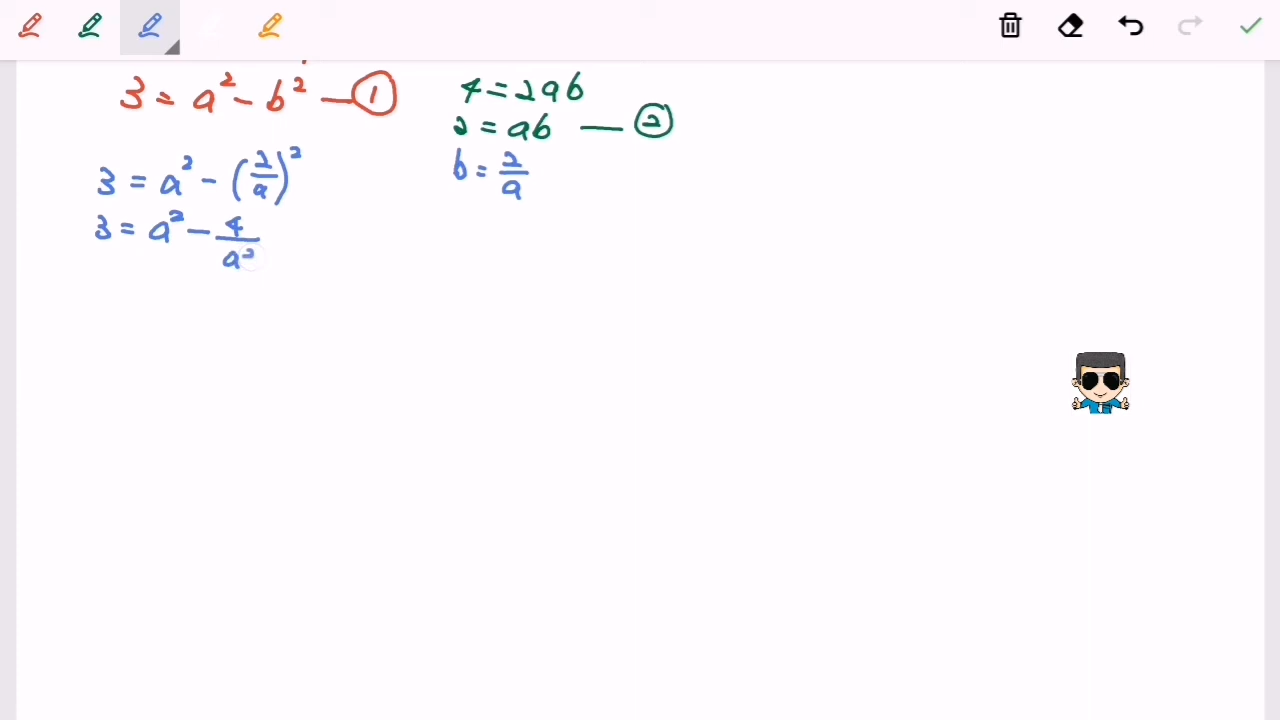 3 = a² - b² — ①
4 = 2ab
2 = ab — ②
b = 2/a
3 = a² - (2/a)²
3 = a² - 4/a²